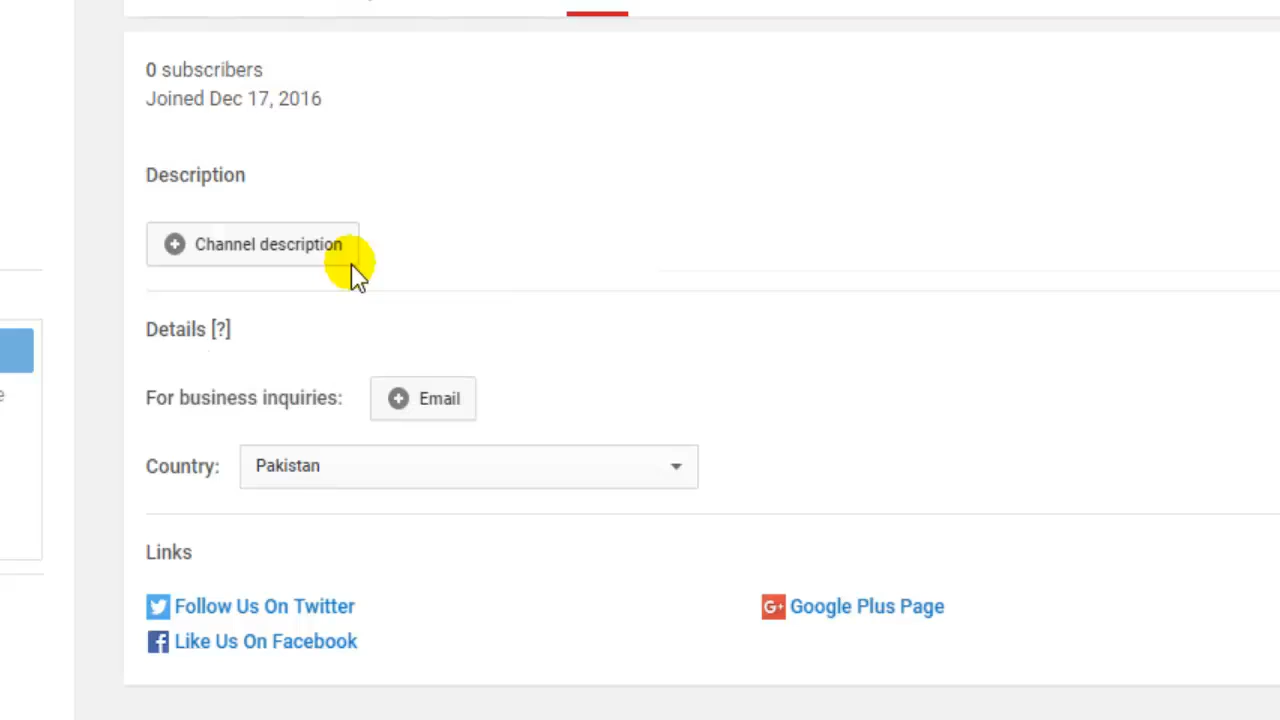 0 subscribers
Joined Dec 17, 2016
Description
Channel description
Details [?]
For business inquiries: Email
Country: Pakistan
Links
Follow Us On Twitter
Google Plus Page
Like Us On Facebook